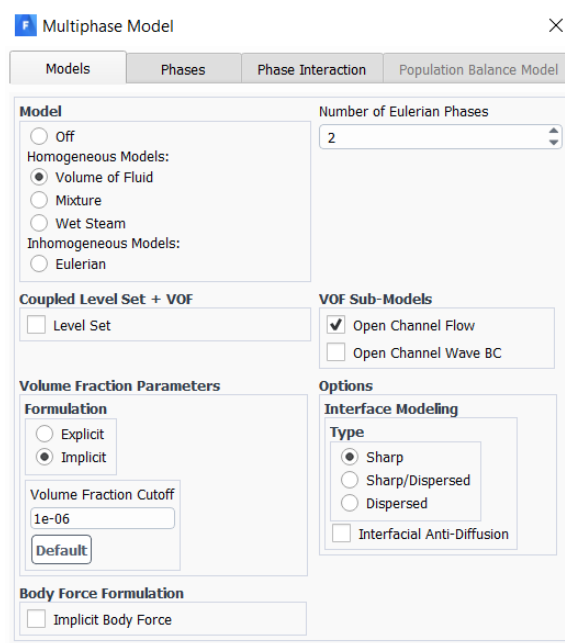 F Multiphase Model
Models Phases Phase Interaction Population Balance Model
Model
Off
Homogeneous Models:
Volume of Fluid
Mixture
Wet Steam
Inhomogeneous Models:
Eulerian
Number of Eulerian Phases
2
Coupled Level Set + VOF
Level Set
VOF Sub-Models
Open Channel Flow
Open Channel Wave BC
Volume Fraction Parameters
Formulation
Explicit
Implicit
Volume Fraction Cutoff
1e-06
Default
Options
Interface Modeling
Type
Sharp
Sharp/Dispersed
Dispersed
Interfacial Anti-Diffusion
Body Force Formulation
Implicit Body Force